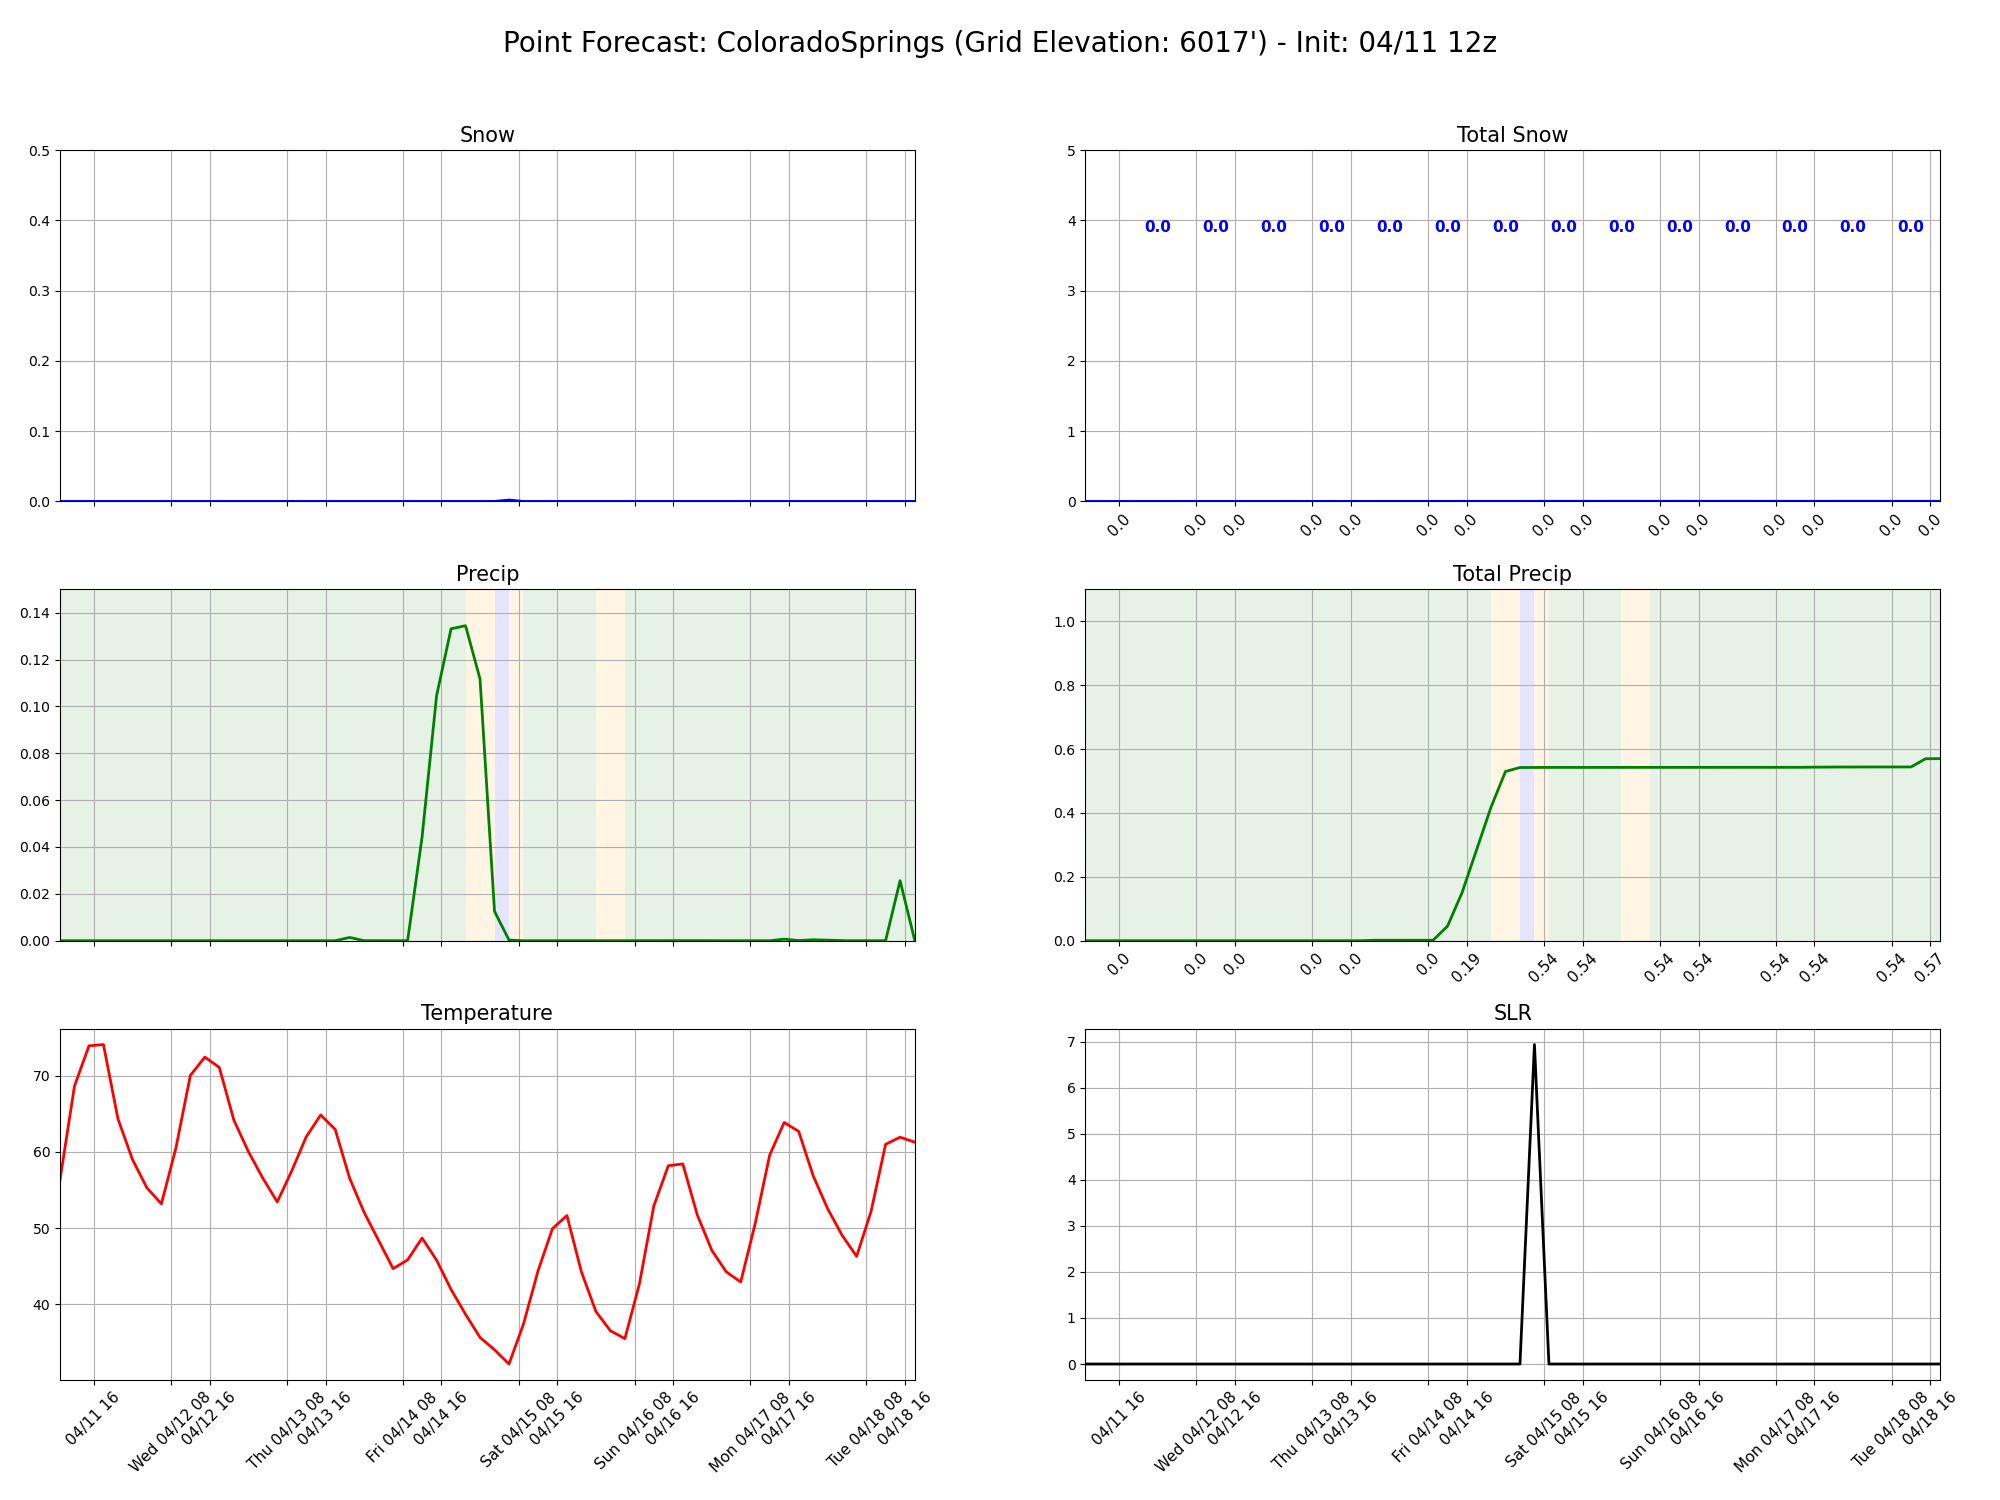 Point Forecast: ColoradoSprings (Grid Elevation: 6017') - Init: 04/11 12z
Snow
0.5
0.4
0.3
0.2
0.1
0.0
Total Snow
5
4
3
2
1
0
0.0 0.0 0.0 0.0 0.0 0.0 0.0 0.0 0.0 0.0 0.0 0.0 0.0 0.0
0.0 0.0 0.0 0.0 0.0 0.0 0.0 0.0 0.0 0.0 0.0 0.0 0.0 0.0 0.0
Precip
0.14
0.12
0.10
0.08
0.06
0.04
0.02
0.00
Total Precip
1.0
0.8
0.6
0.4
0.2
0.0
0.0 0.0 0.0 0.0 0.0 0.0 0.19 0.54 0.54 0.54 0.54 0.54 0.54 0.54 0.57
Temperature
70
60
50
40
04/11 16
Wed 04/12 08
04/12 16
Thu 04/13 08
04/13 16
Fri 04/14 08
04/14 16
Sat 04/15 08
04/15 16
Sun 04/16 08
04/16 16
Mon 04/17 08
04/17 16
Tue 04/18 08
04/18 16
SLR
7
6
5
4
3
2
1
0
04/11 16
Wed 04/12 08
04/12 16
Thu 04/13 08
04/13 16
Fri 04/14 08
04/14 16
Sat 04/15 08
04/15 16
Sun 04/16 08
04/16 16
Mon 04/17 08
04/17 16
Tue 04/18 08
04/18 16